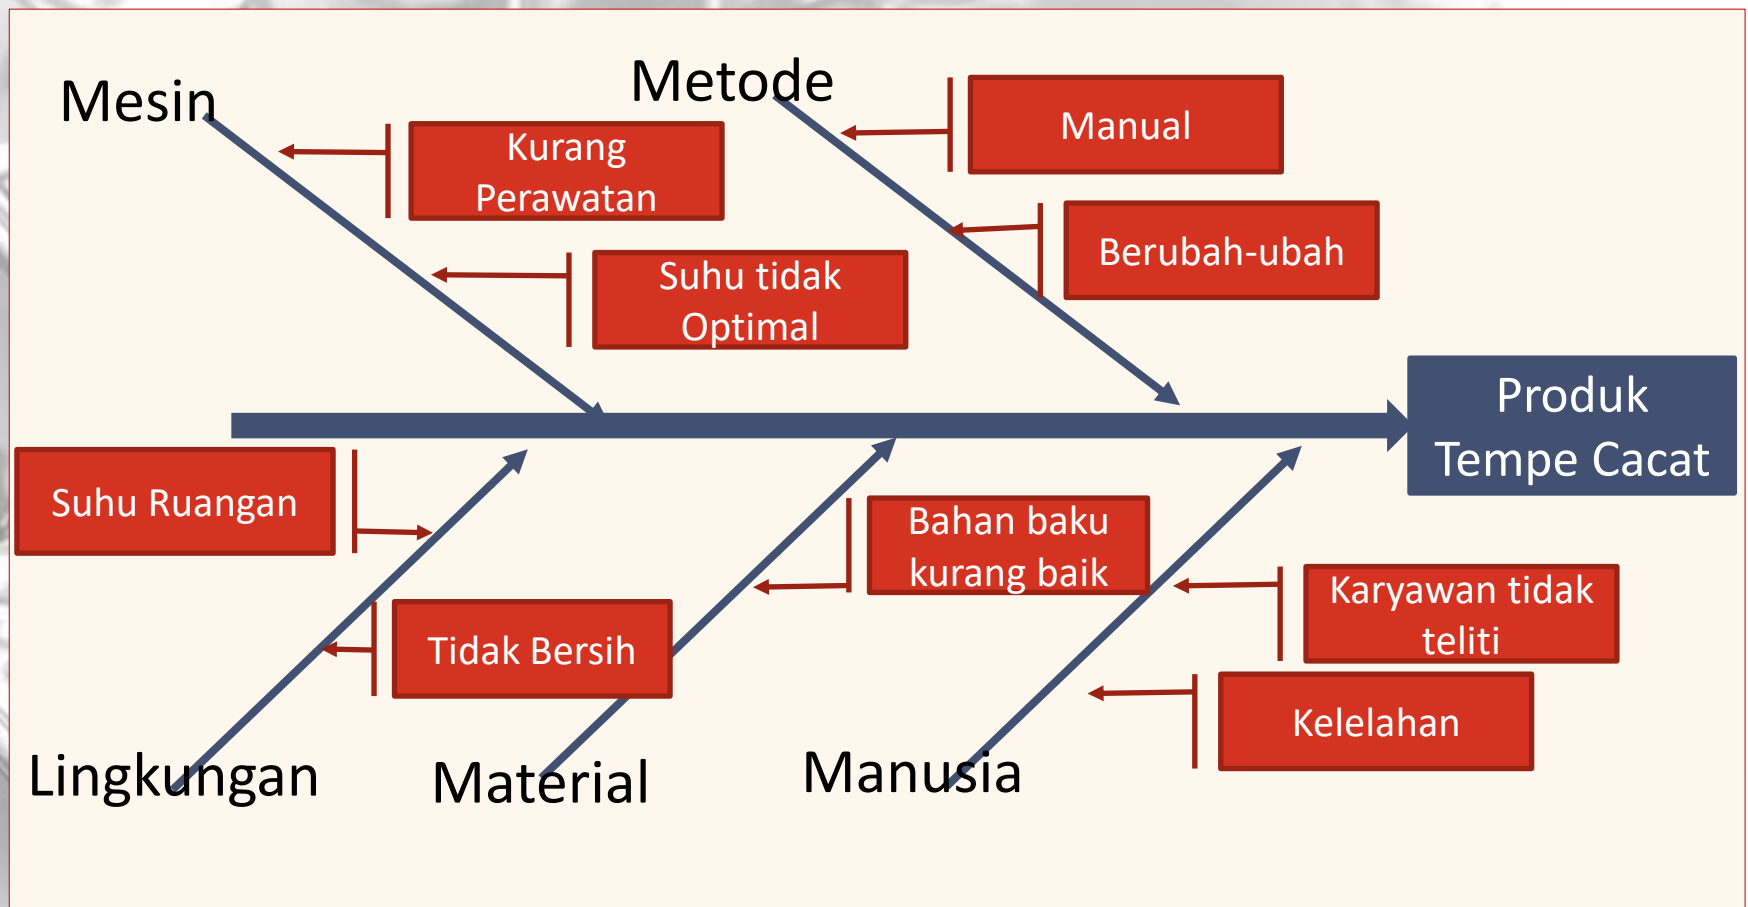 Mesin
Metode
Manual
Kurang
Perawatan
Berubah-ubah
Suhu tidak
Optimal
Produk
Tempe Cacat
Suhu Ruangan
Bahan baku
kurang baik
Karyawan tidak
teliti
Tidak Bersih
Kelelahan
Lingkungan
Material
Manusia